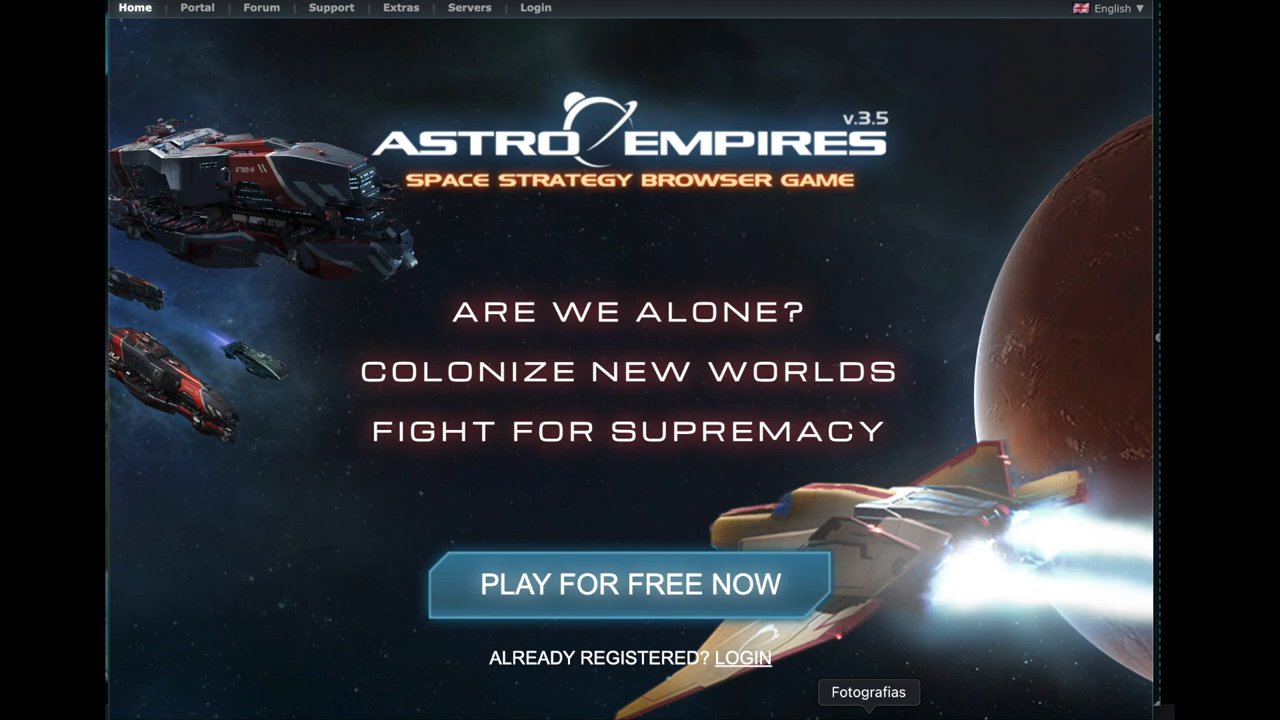 Home | Portal | Forum | Support | Extras | Servers | Login English ▼
v.3.5
ASTRO EMPIRES
SPACE STRATEGY BROWSER GAME
ARE WE ALONE?
COLONIZE NEW WORLDS
FIGHT FOR SUPREMACY
PLAY FOR FREE NOW
ALREADY REGISTERED? LOGIN
Fotografias